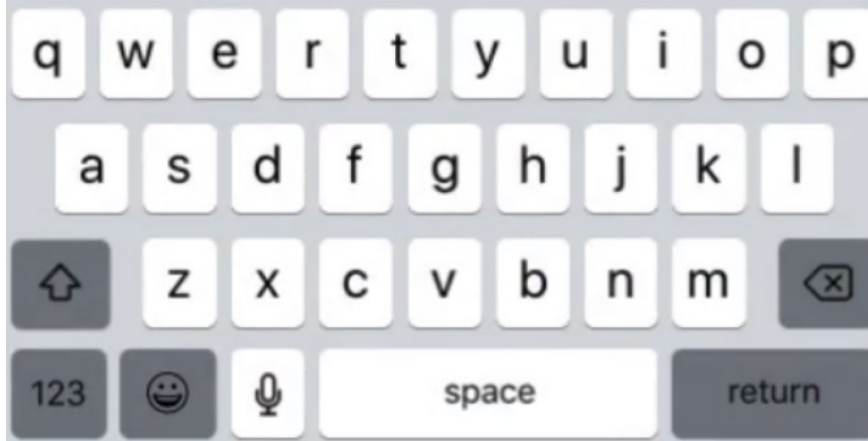 q w e r t y u i o p
a s d f g h j k l
z x c v b n m
123 space return